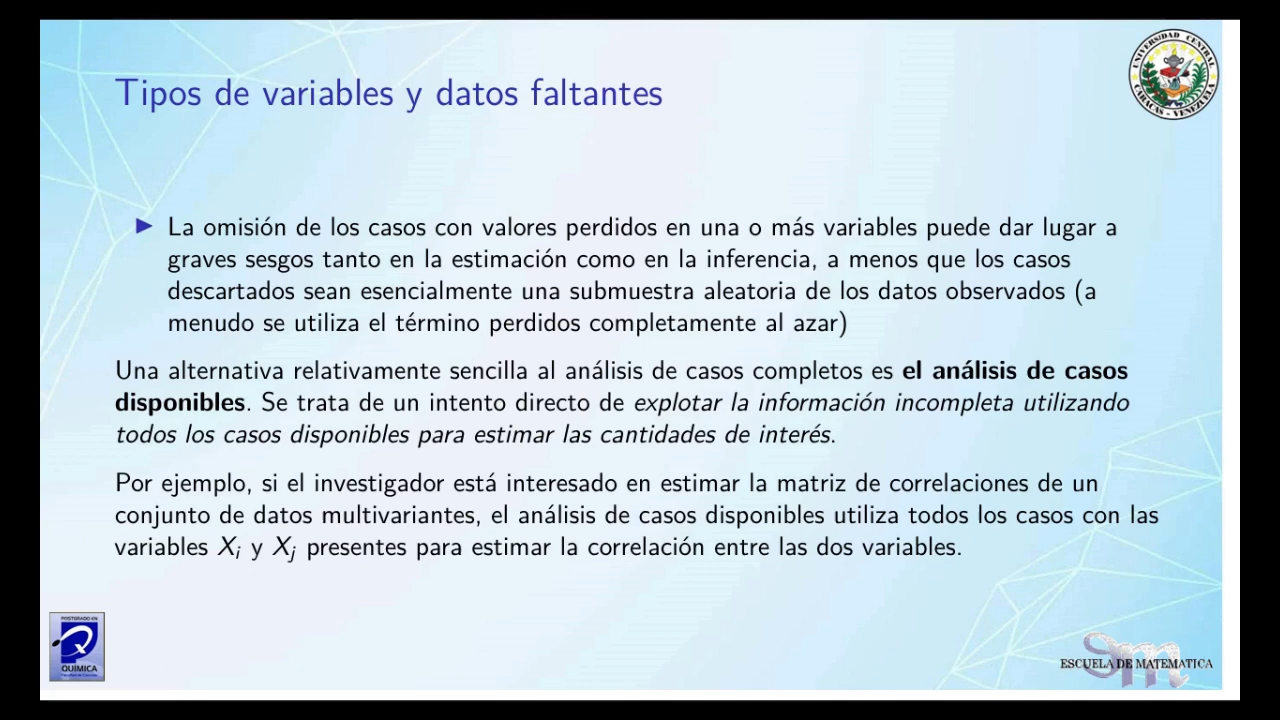 Tipos de variables y datos faltantes
UNIVERSIDAD CENTRAL
CARACAS - VENEZUELA
▶ La omisión de los casos con valores perdidos en una o más variables puede dar lugar a
graves sesgos tanto en la estimación como en la inferencia, a menos que los casos
descartados sean esencialmente una submuestra aleatoria de los datos observados (a
menudo se utiliza el término perdidos completamente al azar)
Una alternativa relativamente sencilla al análisis de casos completos es el análisis de casos
disponibles. Se trata de un intento directo de explotar la información incompleta utilizando
todos los casos disponibles para estimar las cantidades de interés.
Por ejemplo, si el investigador está interesado en estimar la matriz de correlaciones de un
conjunto de datos multivariantes, el análisis de casos disponibles utiliza todos los casos con las
variables Xi y Xj presentes para estimar la correlación entre las dos variables.
POSTGRADO EN
QUÍMICA
ESCUELA DE MATEMATICA